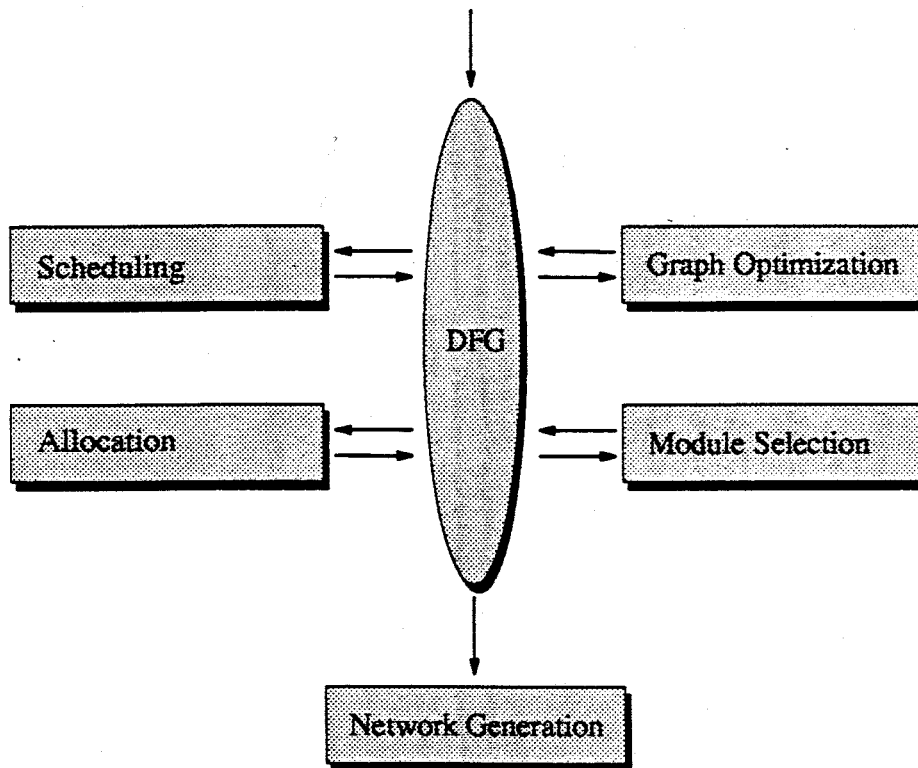 Scheduling
Graph Optimization
DFG
Allocation
Module Selection
Network Generation